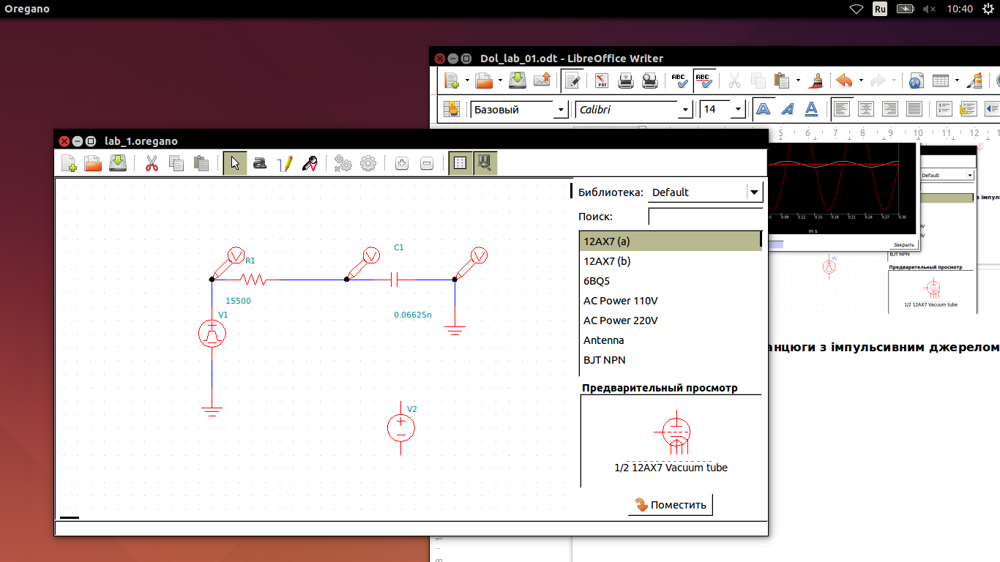 Oregano
Ru
10:40
Dol_lab_01.odt - LibreOffice Writer
PDF
ABC
ABC
Базовый
Calibri
14
lab_1.oregano
5 6 7 8 9 10 11 12
Библиотека: Default
Поиск:
12AX7 (a)
12AX7 (b)
6BQ5
AC Power 110V
AC Power 220V
Antenna
BJT NPN
Предварительный просмотр
1/2 12AX7 Vacuum tube
Поместить
R1
15500
V1
C1
0.06625n
V2
Default
з імпуль
0.09 0.12 0.15 0.18 0.21 0.24 0.27 0.30
m s
Закрыть
BJT NPN
V1
Предварительный просмотр
1/2 12AX7 Vacuum tube
анцюги з імпульсивним джерелом